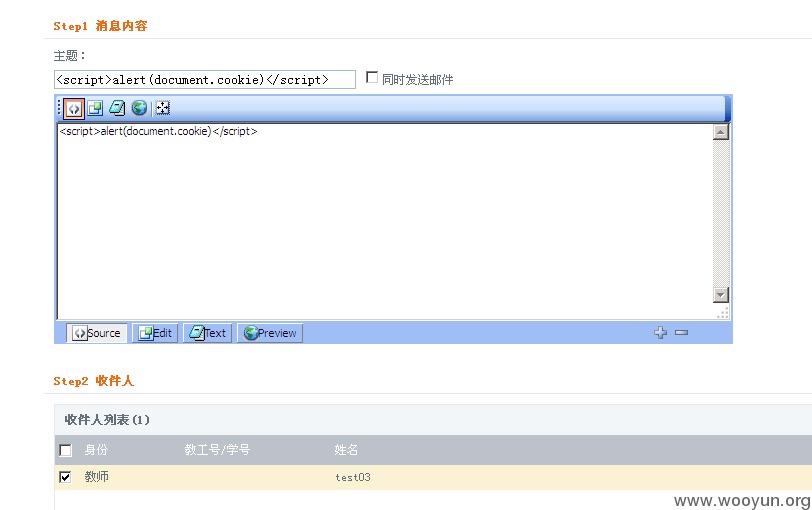 Step1 消息内容
主题：
<script>alert(document.cookie)</script> 同时发送邮件
<script>alert(document.cookie)</script>
Source Edit Text Preview
Step2 收件人
收件人列表(1)
身份 教工号/学号 姓名
教师 test03
www.wooyun.org